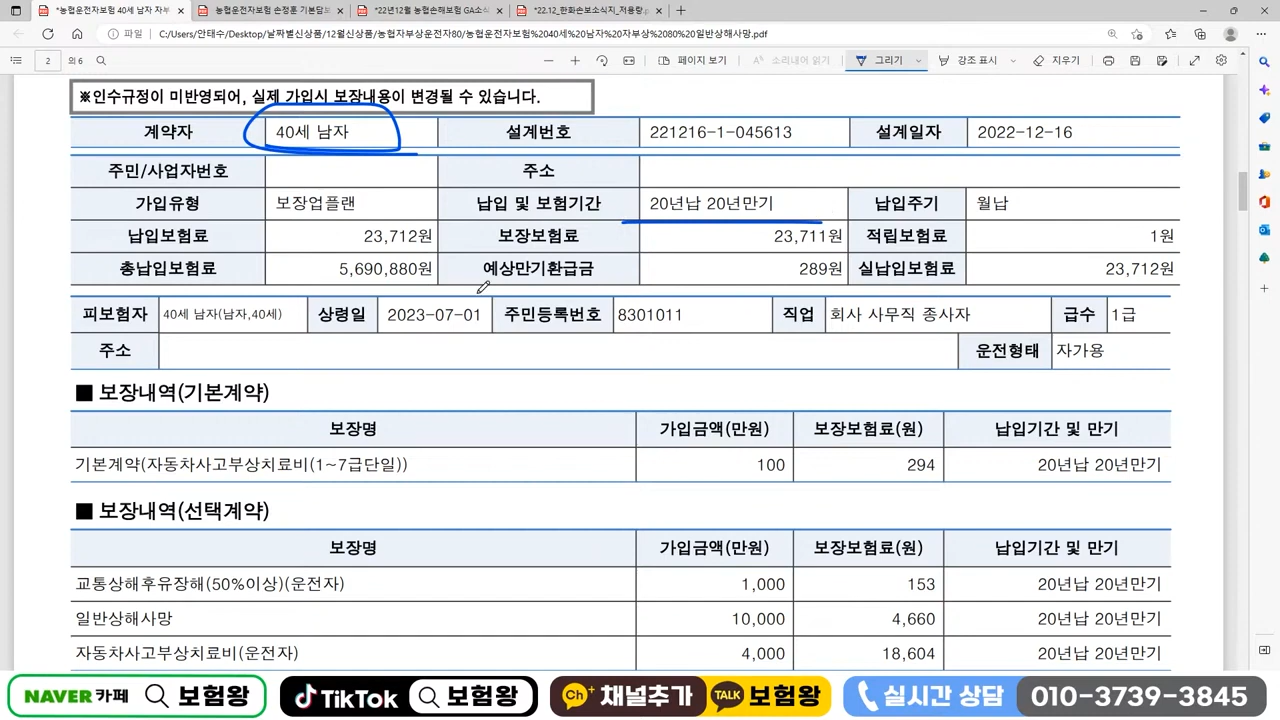 *농협운전자보험 40세 남자 자부
농협운전자보험 손정훈 기본담보
*22년12월 농협손해보험 GA소식
*22.12_한화손보소식지_저용량.p
파일 C:/Users/안태수/Desktop/날짜별신상품/12월신상품/농협자부상운전자80/농협운전자보험%2040세%20남자%20자부상%2080%20일반상해사망.pdf
2 의 6 페이지 보기 소리내어 읽기 그리기 강조 표시 지우기
※인수규정이 미반영되어, 실제 가입시 보장내용이 변경될 수 있습니다.
계약자 40세 남자 설계번호 221216-1-045613 설계일자 2022-12-16
주민/사업자번호 주소
가입유형 보장업플랜 납입 및 보험기간 20년납 20년만기 납입주기 월납
납입보험료 23,712원 보장보험료 23,711원 적립보험료 1원
총납입보험료 5,690,880원 예상만기환급금 289원 실납입보험료 23,712원
피보험자 40세 남자(남자,40세) 상령일 2023-07-01 주민등록번호 8301011 직업 회사 사무직 종사자 급수 1급
주소 운전형태 자가용
■ 보장내역(기본계약)
보장명 가입금액(만원) 보장보험료(원) 납입기간 및 만기
기본계약(자동차사고부상치료비(1~7급단일)) 100 294 20년납 20년만기
■ 보장내역(선택계약)
보장명 가입금액(만원) 보장보험료(원) 납입기간 및 만기
교통상해후유장해(50%이상)(운전자) 1,000 153 20년납 20년만기
일반상해사망 10,000 4,660 20년납 20년만기
자동차사고부상치료비(운전자) 4,000 18,604 20년납 20년만기
NAVER 카페 보험왕 TikTok 보험왕 Ch+ 채널추가 TALK 보험왕 실시간 상담 010-3739-3845